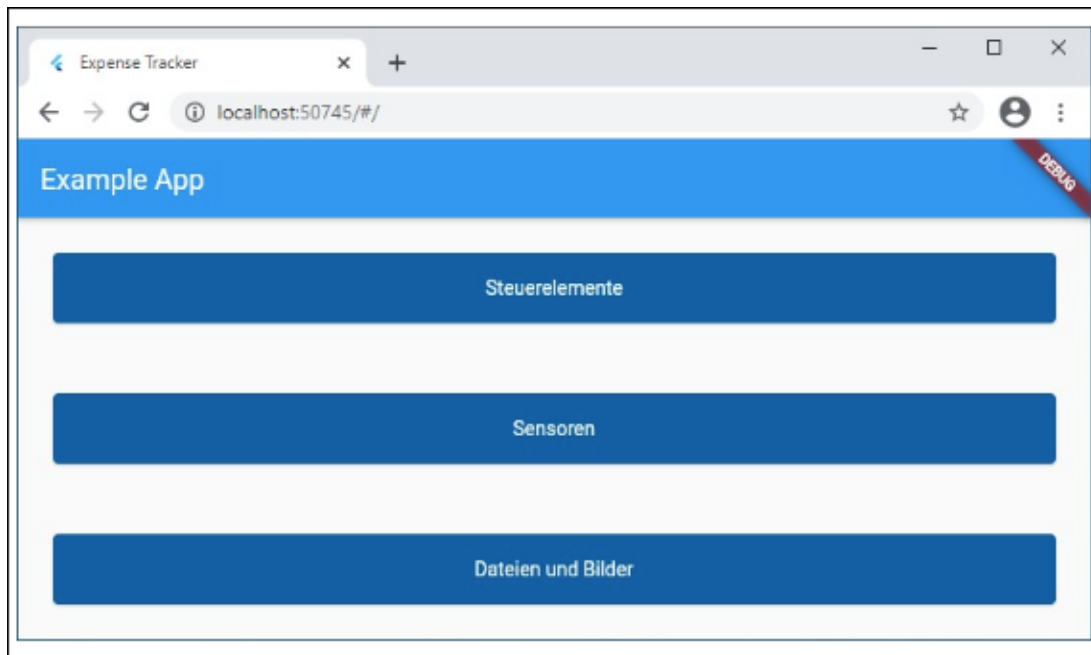 Expense Tracker
localhost:50745/#/
Example App
DEBUG
Steuerelemente
Sensoren
Dateien und Bilder